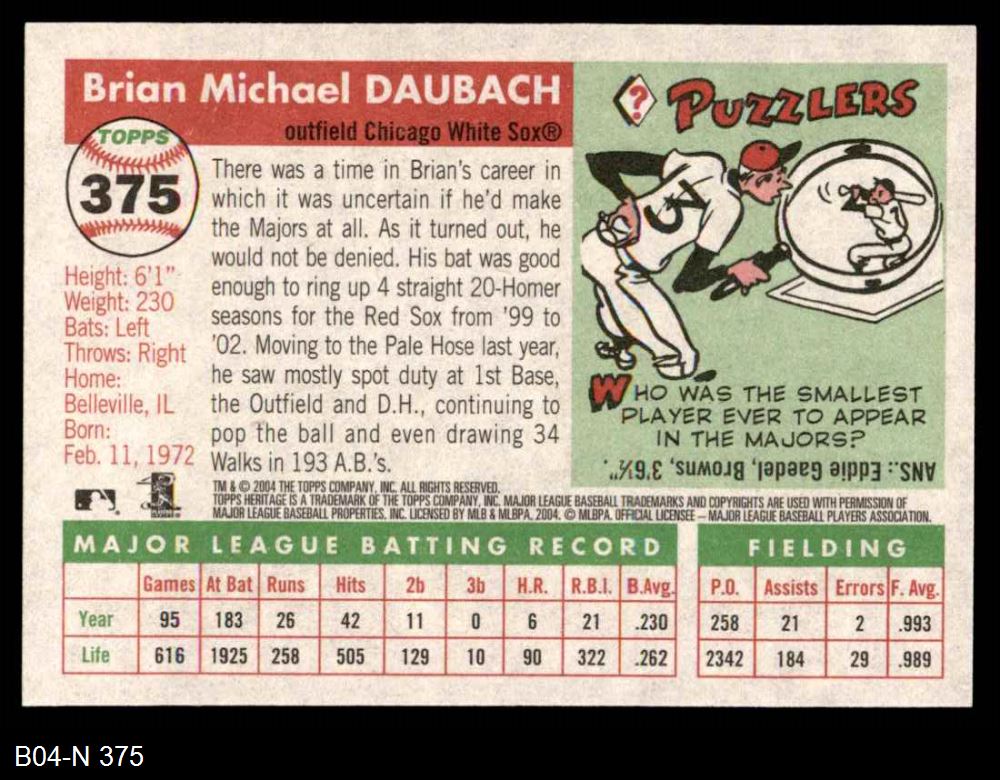 Brian Michael DAUBACH
outfield Chicago White Sox®
TOPPS
375
Height: 6'1"
Weight: 230
Bats: Left
Throws: Right
Home:
Belleville, IL
Born:
Feb. 11, 1972
There was a time in Brian's career in
which it was uncertain if he'd make
the Majors at all. As it turned out, he
would not be denied. His bat was good
enough to ring up 4 straight 20-Homer
seasons for the Red Sox from '99 to
'02. Moving to the Pale Hose last year,
he saw mostly spot duty at 1st Base,
the Outfield and D.H., continuing to
pop the ball and even drawing 34
Walks in 193 A.B.'s.
? PUZZLERS
1/8
WHO WAS THE SMALLEST
PLAYER EVER TO APPEAR
IN THE MAJORS?
ANS.: Eddie Gaedel, Browns, 3'6½".
TM & © 2004 THE TOPPS COMPANY, INC. ALL RIGHTS RESERVED.
TOPPS HERITAGE IS A TRADEMARK OF THE TOPPS COMPANY, INC. MAJOR LEAGUE BASEBALL TRADEMARKS AND COPYRIGHTS ARE USED WITH PERMISSION OF
MAJOR LEAGUE BASEBALL PROPERTIES, INC. LICENSED BY MLB & MLBPA, 2004. © MLBPA. OFFICIAL LICENSEE – MAJOR LEAGUE BASEBALL PLAYERS ASSOCIATION.
MAJOR LEAGUE BATTING RECORD FIELDING
Games At Bat Runs Hits 2b 3b H.R. R.B.I. B.Avg. P.O. Assists Errors F. Avg.
Year 95 183 26 42 11 0 6 21 .230 258 21 2 .993
Life 616 1925 258 505 129 10 90 322 .262 2342 184 29 .989
B04-N 375